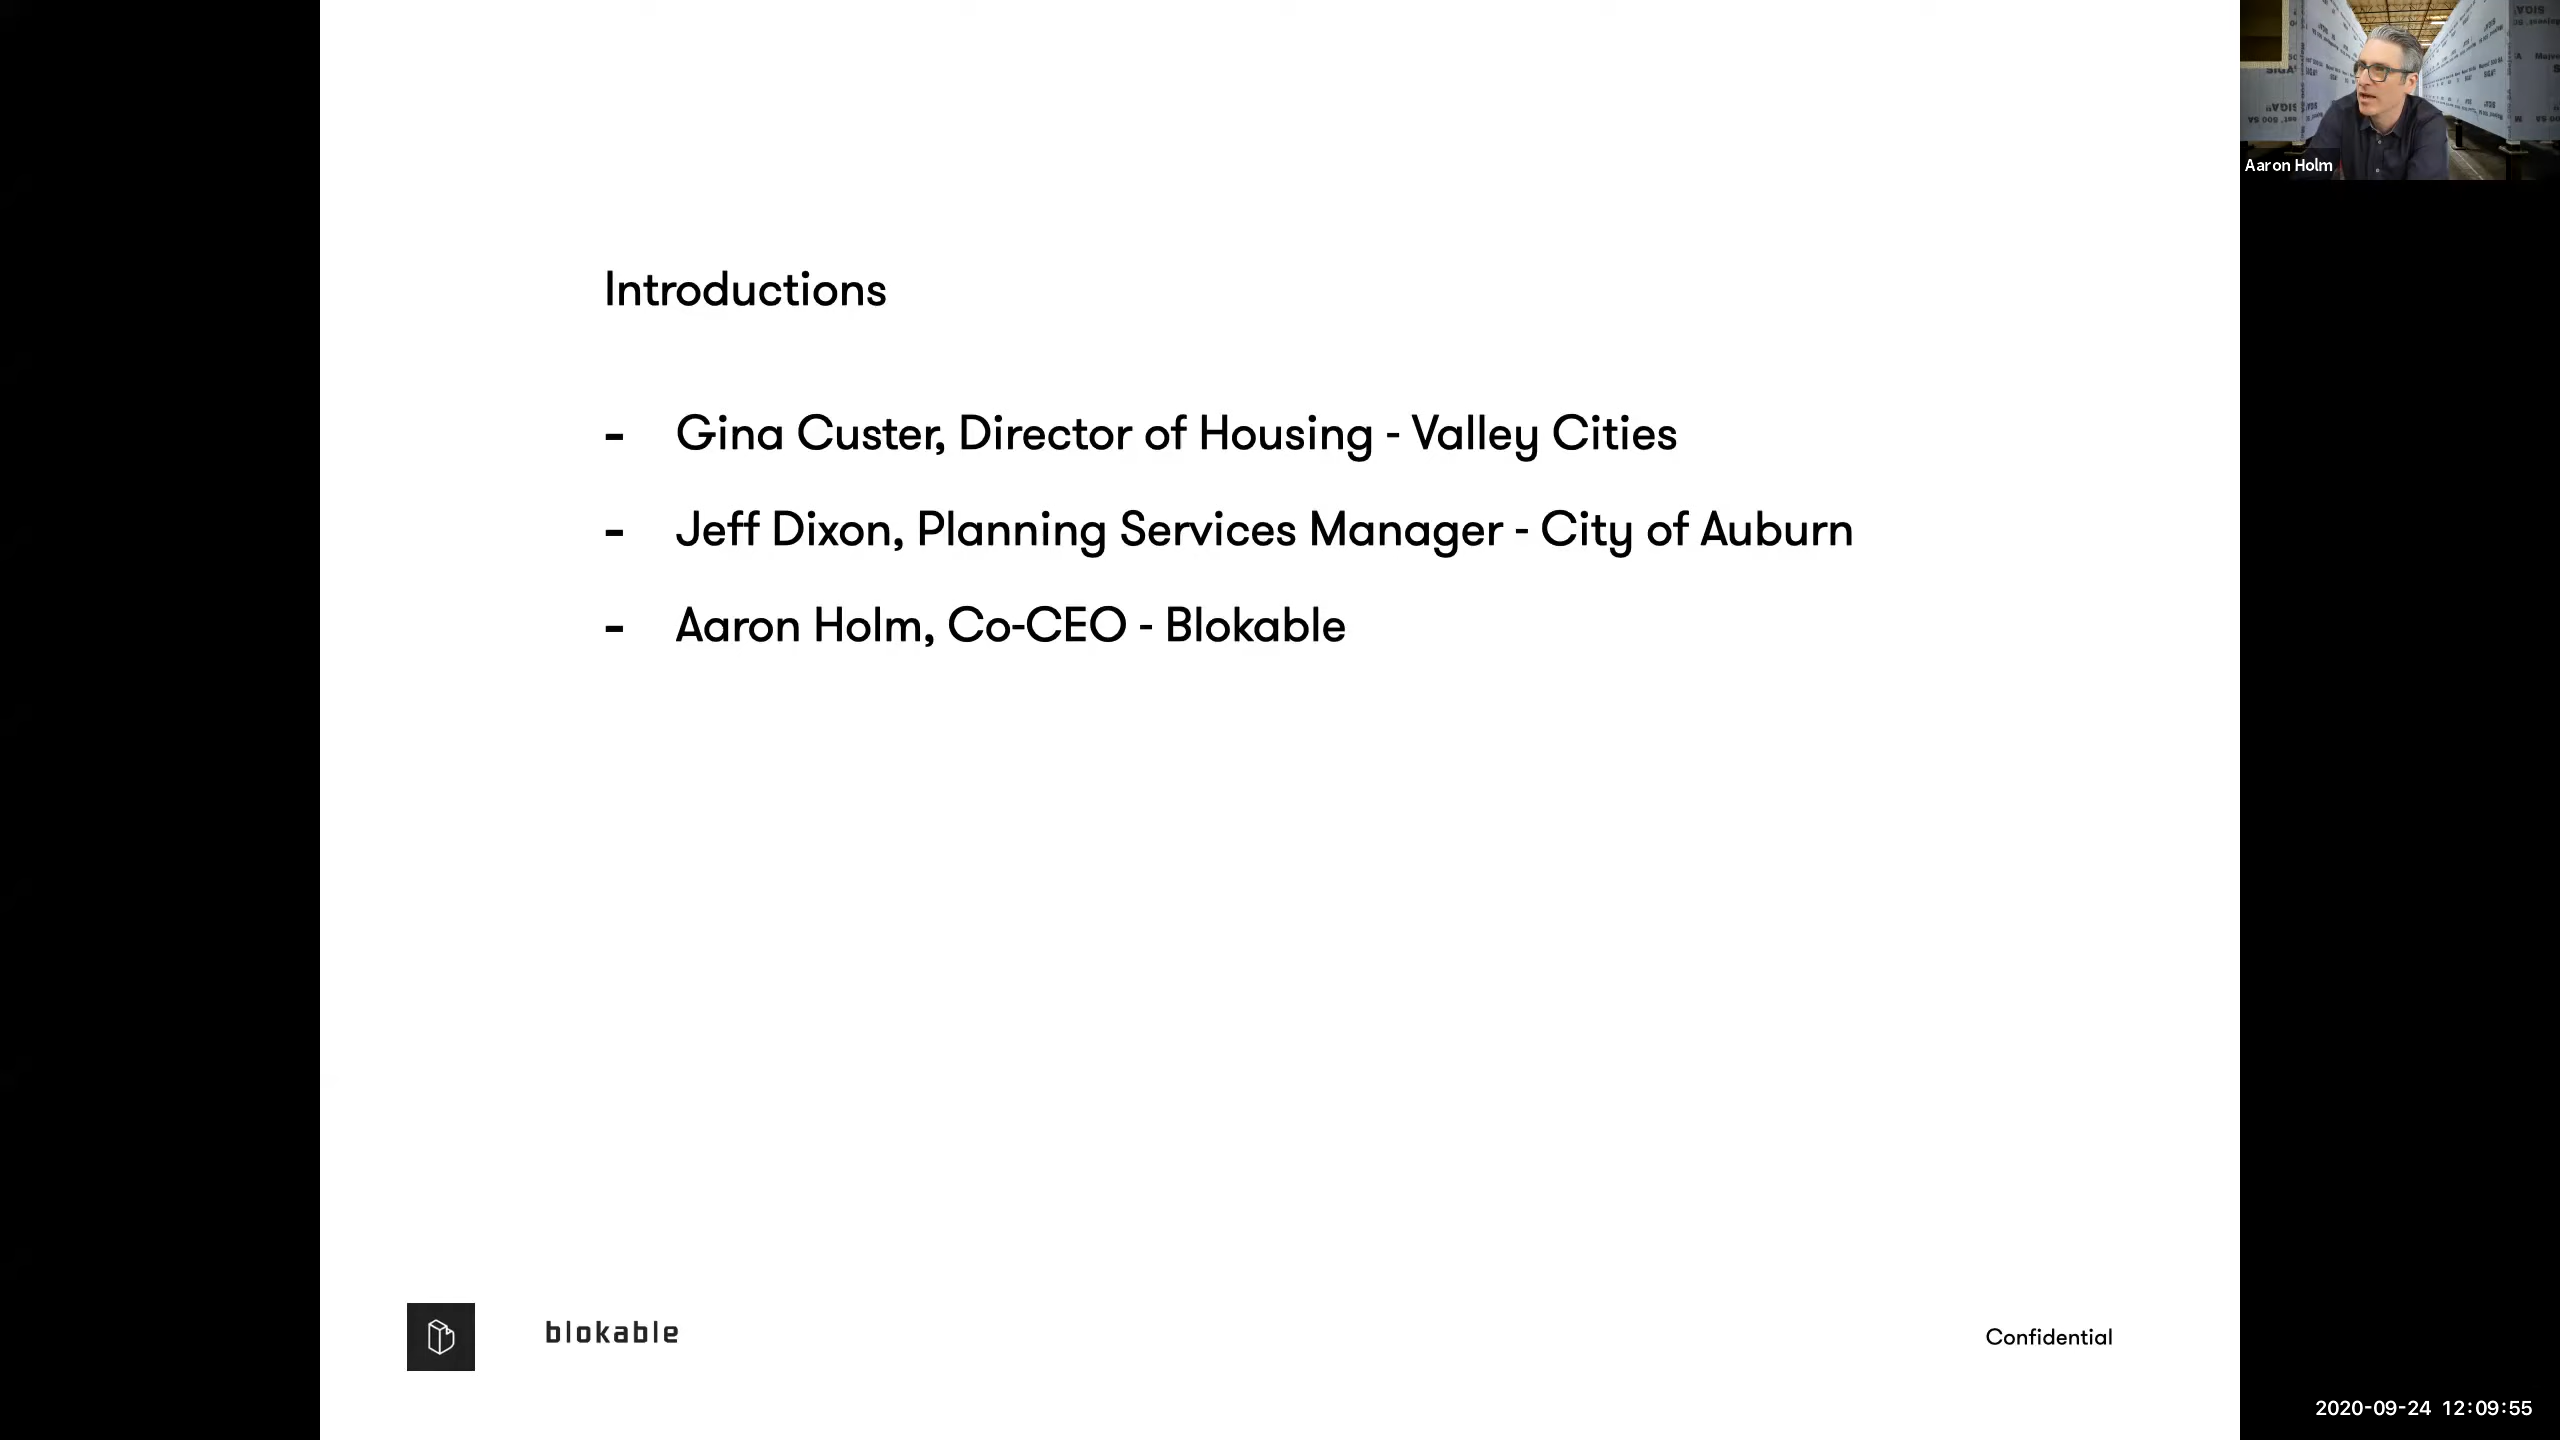 Introductions
- Gina Custer, Director of Housing - Valley Cities
- Jeff Dixon, Planning Services Manager - City of Auburn
- Aaron Holm, Co-CEO - Blokable
blokable
Confidential
Aaron Holm
2020-09-24 12:09:55